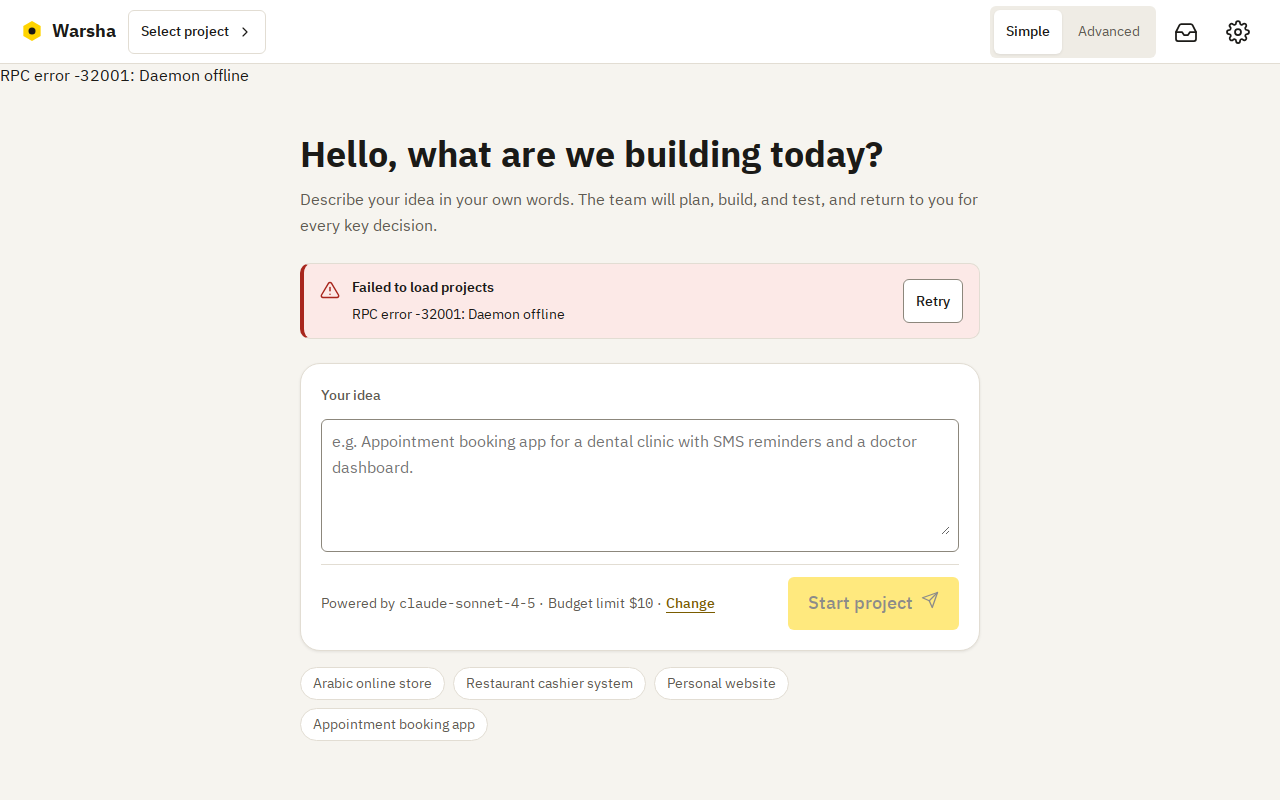 Warsha
Select project
Simple
Advanced
RPC error -32001: Daemon offline
Hello, what are we building today?
Describe your idea in your own words. The team will plan, build, and test, and return to you for
every key decision.
Failed to load projects
RPC error -32001: Daemon offline
Retry
Your idea
e.g. Appointment booking app for a dental clinic with SMS reminders and a doctor
dashboard.
Powered by claude-sonnet-4-5 · Budget limit $10 · Change
Start project
Arabic online store
Restaurant cashier system
Personal website
Appointment booking app